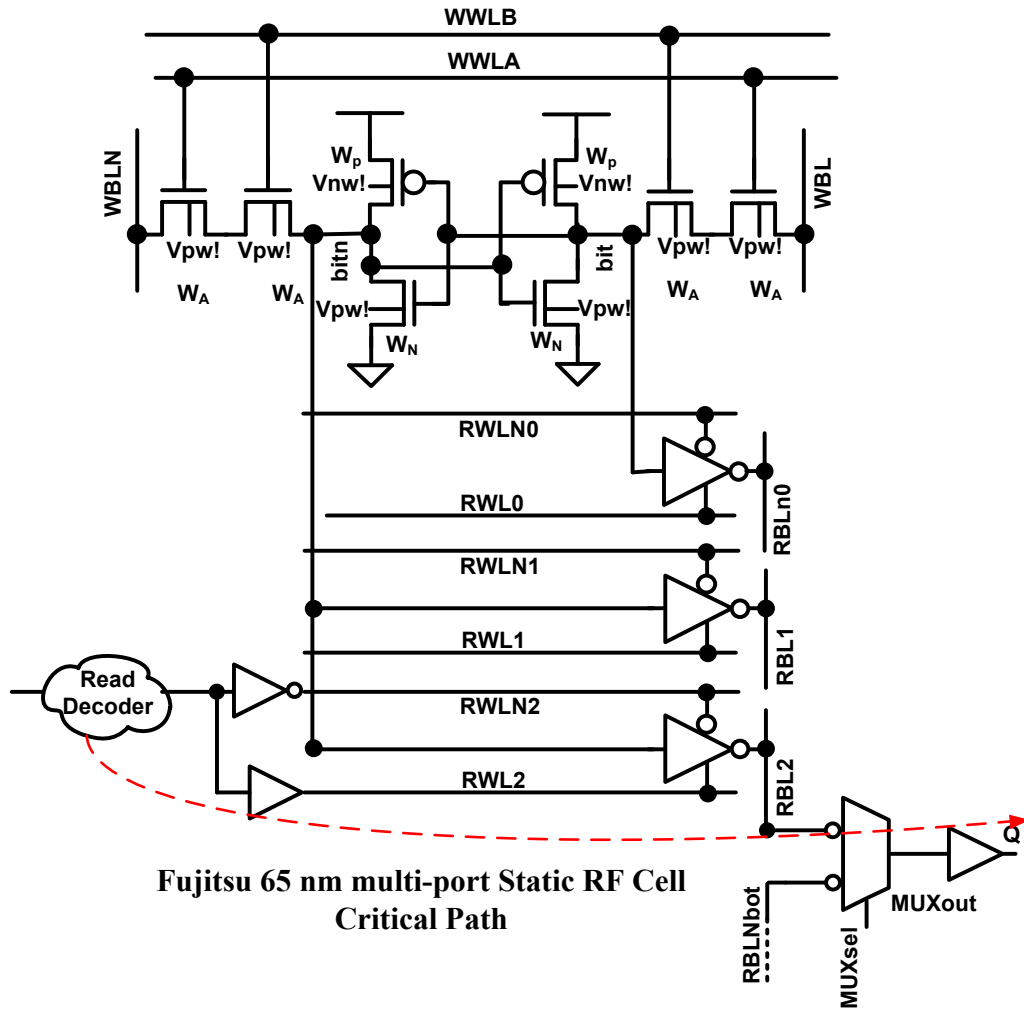 WWLB
WWLA
WBLN
WBL
Wp
Wp
Vnw!
Vnw!
Vpw!
Vpw!
bitn
bit
Vpw!
Vpw!
WA
WA
WA
WA
Vpw!
Vpw!
WN
WN
RWLN0
RWL0
RBLn0
RWLN1
RWL1
RBL1
Read
Decoder
RWLN2
RWL2
RBL2
Q
Fujitsu 65 nm multi-port Static RF Cell
Critical Path
MUXout
RBLNbot
MUXsel